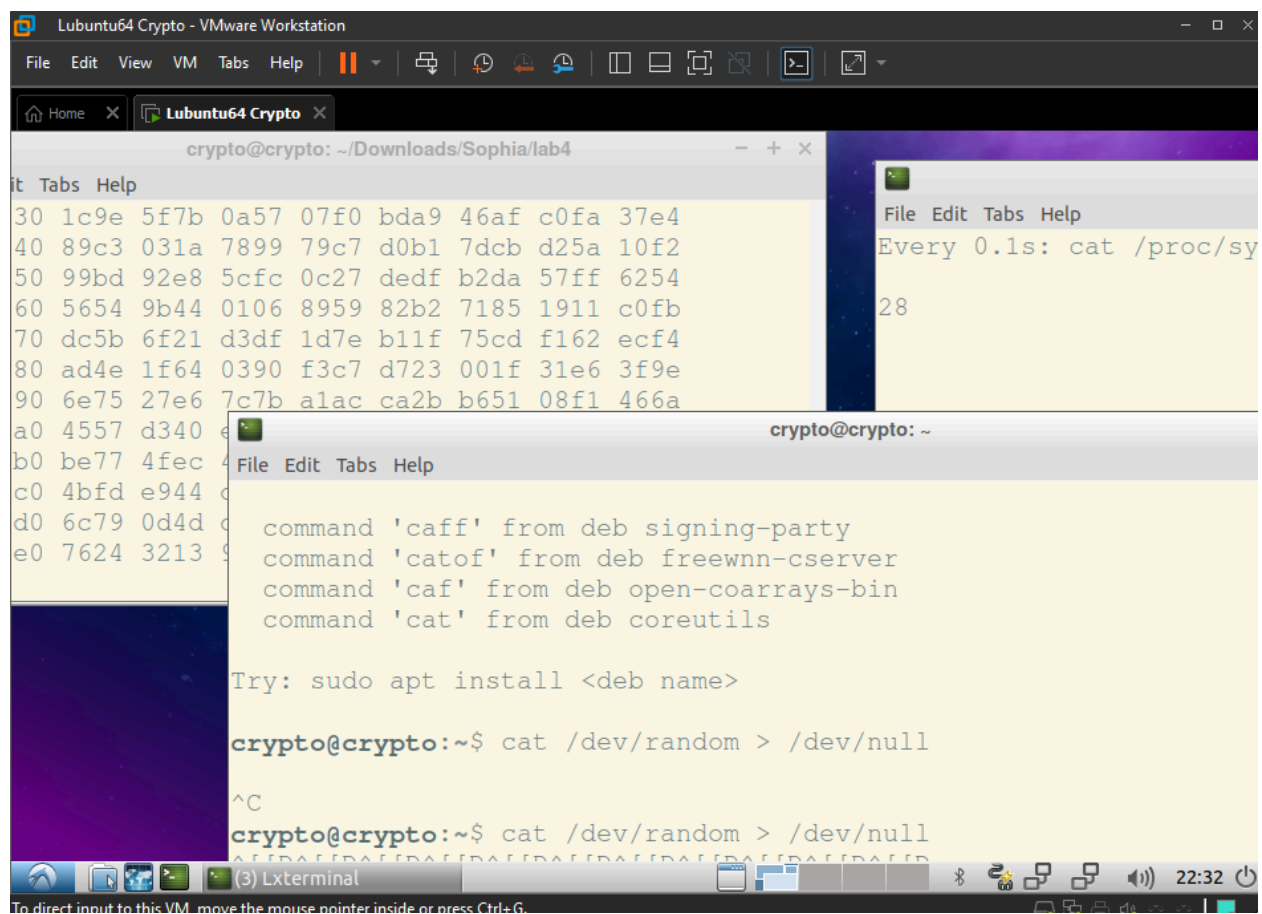 Lubuntu64 Crypto - VMware Workstation
File Edit View VM Tabs Help
Home Lubuntu64 Crypto
crypto@crypto: ~/Downloads/Sophia/lab4
it Tabs Help
30 1c9e 5f7b 0a57 07f0 bda9 46af c0fa 37e4
40 89c3 031a 7899 79c7 d0b1 7dcb d25a 10f2
50 99bd 92e8 5cfc 0c27 dedf b2da 57ff 6254
60 5654 9b44 0106 8959 82b2 7185 1911 c0fb
70 dc5b 6f21 d3df 1d7e b11f 75cd f162 ecf4
80 ad4e 1f64 0390 f3c7 d723 001f 31e6 3f9e
90 6e75 27e6 7c7b a1ac ca2b b651 08f1 466a
a0 4557 d340
b0 be77 4fec
c0 4bfd e944
d0 6c79 0d4d
e0 7624 3213
File Edit Tabs Help
Every 0.1s: cat /proc/sy
28
crypto@crypto: ~
File Edit Tabs Help
command 'caff' from deb signing-party
command 'catof' from deb freewnn-cserver
command 'caf' from deb open-coarrays-bin
command 'cat' from deb coreutils
Try: sudo apt install <deb name>
crypto@crypto:~$ cat /dev/random > /dev/null
^C
crypto@crypto:~$ cat /dev/random > /dev/null
(3) Lxterminal
22:32
To direct input to this VM, move the mouse pointer inside or press Ctrl+G.